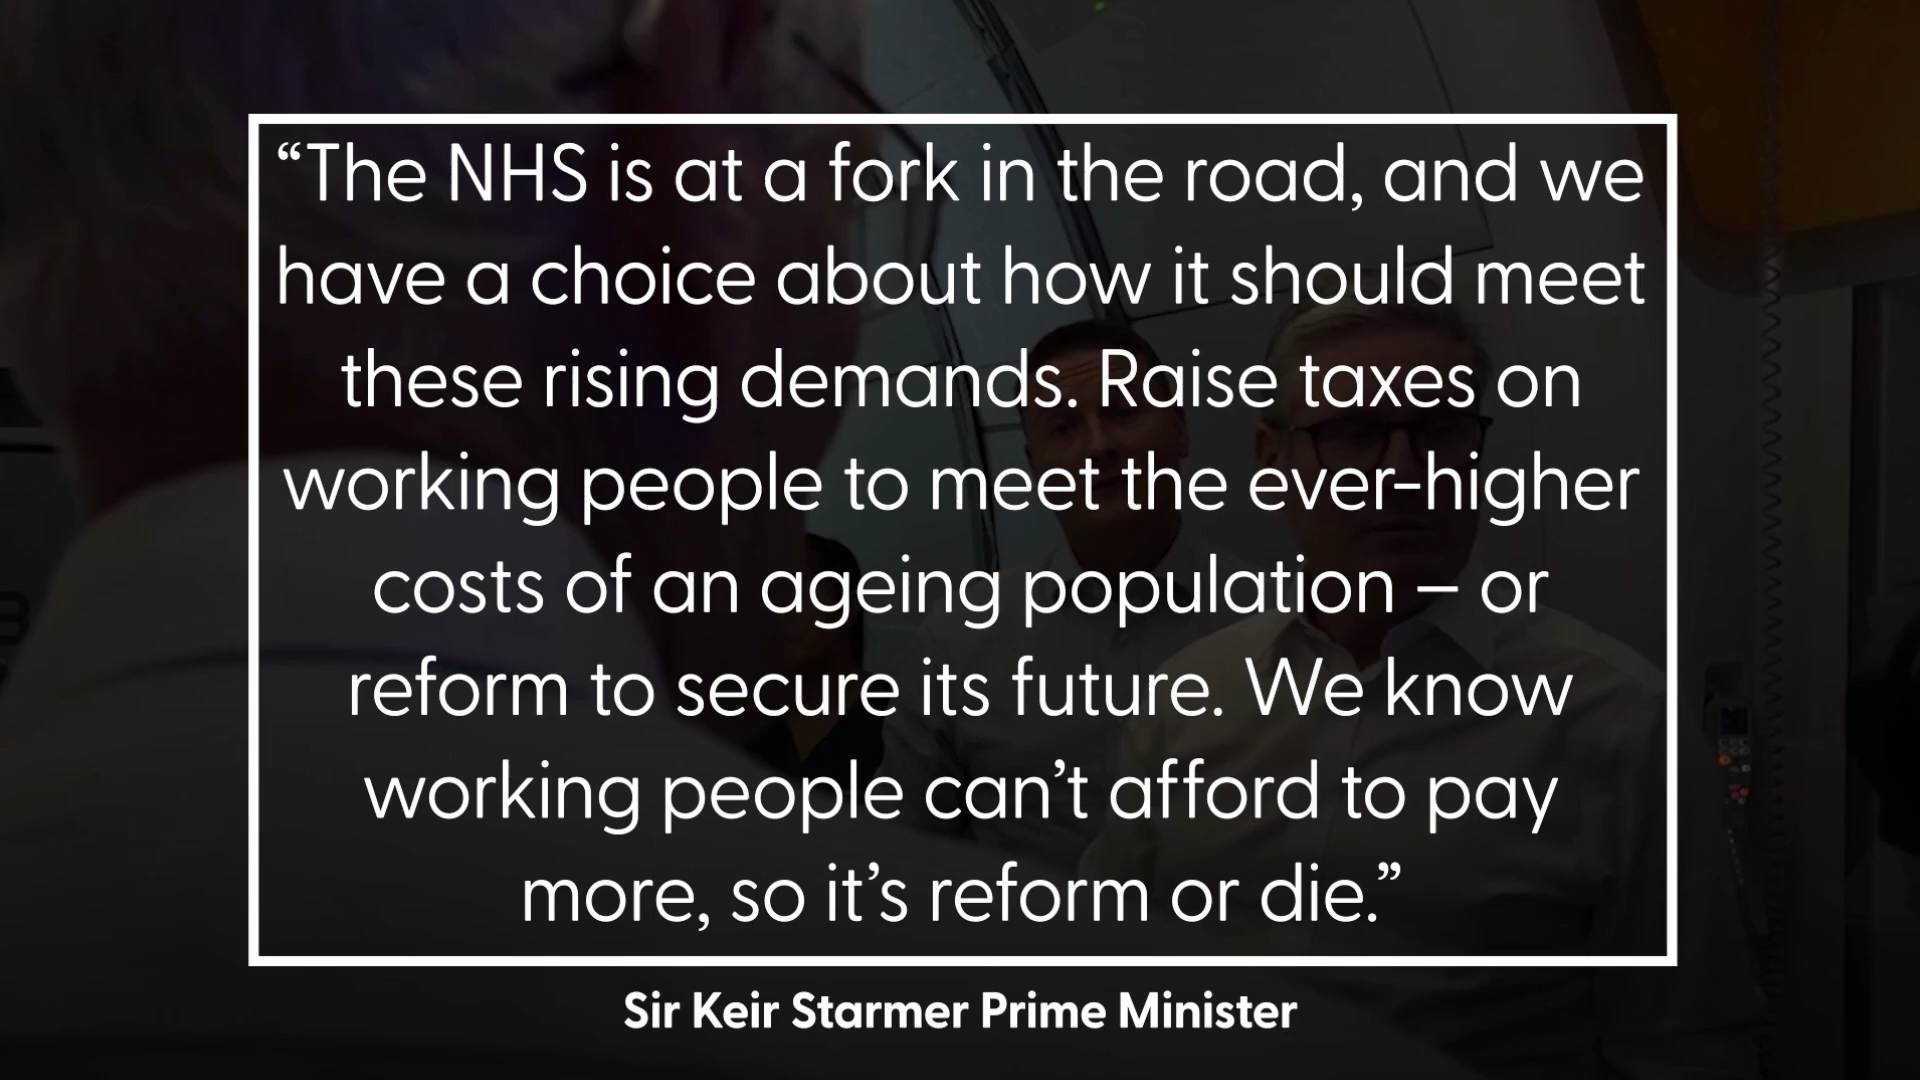 “The NHS is at a fork in the road, and we
have a choice about how it should meet
these rising demands. Raise taxes on
working people to meet the ever-higher
costs of an ageing population – or
reform to secure its future. We know
working people can’t afford to pay
more, so it’s reform or die.”
Sir Keir Starmer Prime Minister